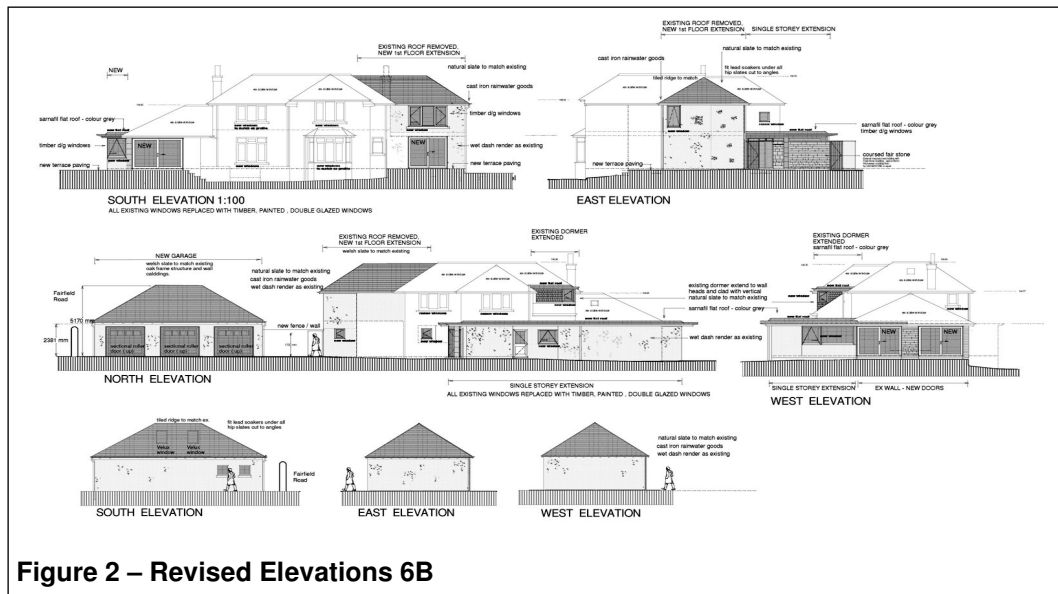 EXISTING ROOF REMOVED,
NEW 1st FLOOR EXTENSION
natural slate to match existing
NEW
cast iron rainwater goods
sarnafil flat roof - colour grey
timber d/g windows
timber d/g windows
NEW
NEW
wet dash render as existing
new terrace paving
new terrace paving
SOUTH ELEVATION 1:100
ALL EXISTING WINDOWS REPLACED WITH TIMBER, PAINTED , DOUBLE GLAZED WINDOWS
EXISTING ROOF REMOVED,
NEW 1st FLOOR EXTENSION
SINGLE STOREY EXTENSION
natural slate to match existing
cast iron rainwater goods
tiled ridge to match
fit lead soakers under all
hip slates cut to angles
sarnafil flat roof - colour grey
timber d/g windows
new terrace paving
coursed fair stone
EAST ELEVATION
NEW GARAGE
welsh slate to match existing
oak frame structure and wall
claddings.
Fairfield
Road
5170 mm
2381 mm
sectional roller
door ( up)
sectional roller
door ( up)
sectional roller
door ( up)
new fence / wall
NORTH ELEVATION
EXISTING ROOF REMOVED,
NEW 1st FLOOR EXTENSION
welsh slate to match existing
natural slate to match existing
cast iron rainwater goods
wet dash render as existing
EXISTING DORMER
EXTENDED
existing dormer extend to wall
heads and clad with vertical
natural slate to match existing
sarnafil flat roof - colour grey
wet dash render as existing
SINGLE STOREY EXTENSION
ALL EXISTING WINDOWS REPLACED WITH TIMBER, PAINTED , DOUBLE GLAZED WINDOWS
EXISTING DORMER
EXTENDED
sarnafil flat roof - colour grey
NEW
NEW
SINGLE STOREY EXTENSION
EX WALL - NEW DOORS
WEST ELEVATION
tiled ridge to match ex
fit lead soakers under all
hip slates cut to angles
Velux
window
Velux
window
Fairfield
Road
SOUTH ELEVATION
EAST ELEVATION
natural slate to match existing
cast iron rainwater goods
wet dash render as existing
WEST ELEVATION
Figure 2 – Revised Elevations 6B